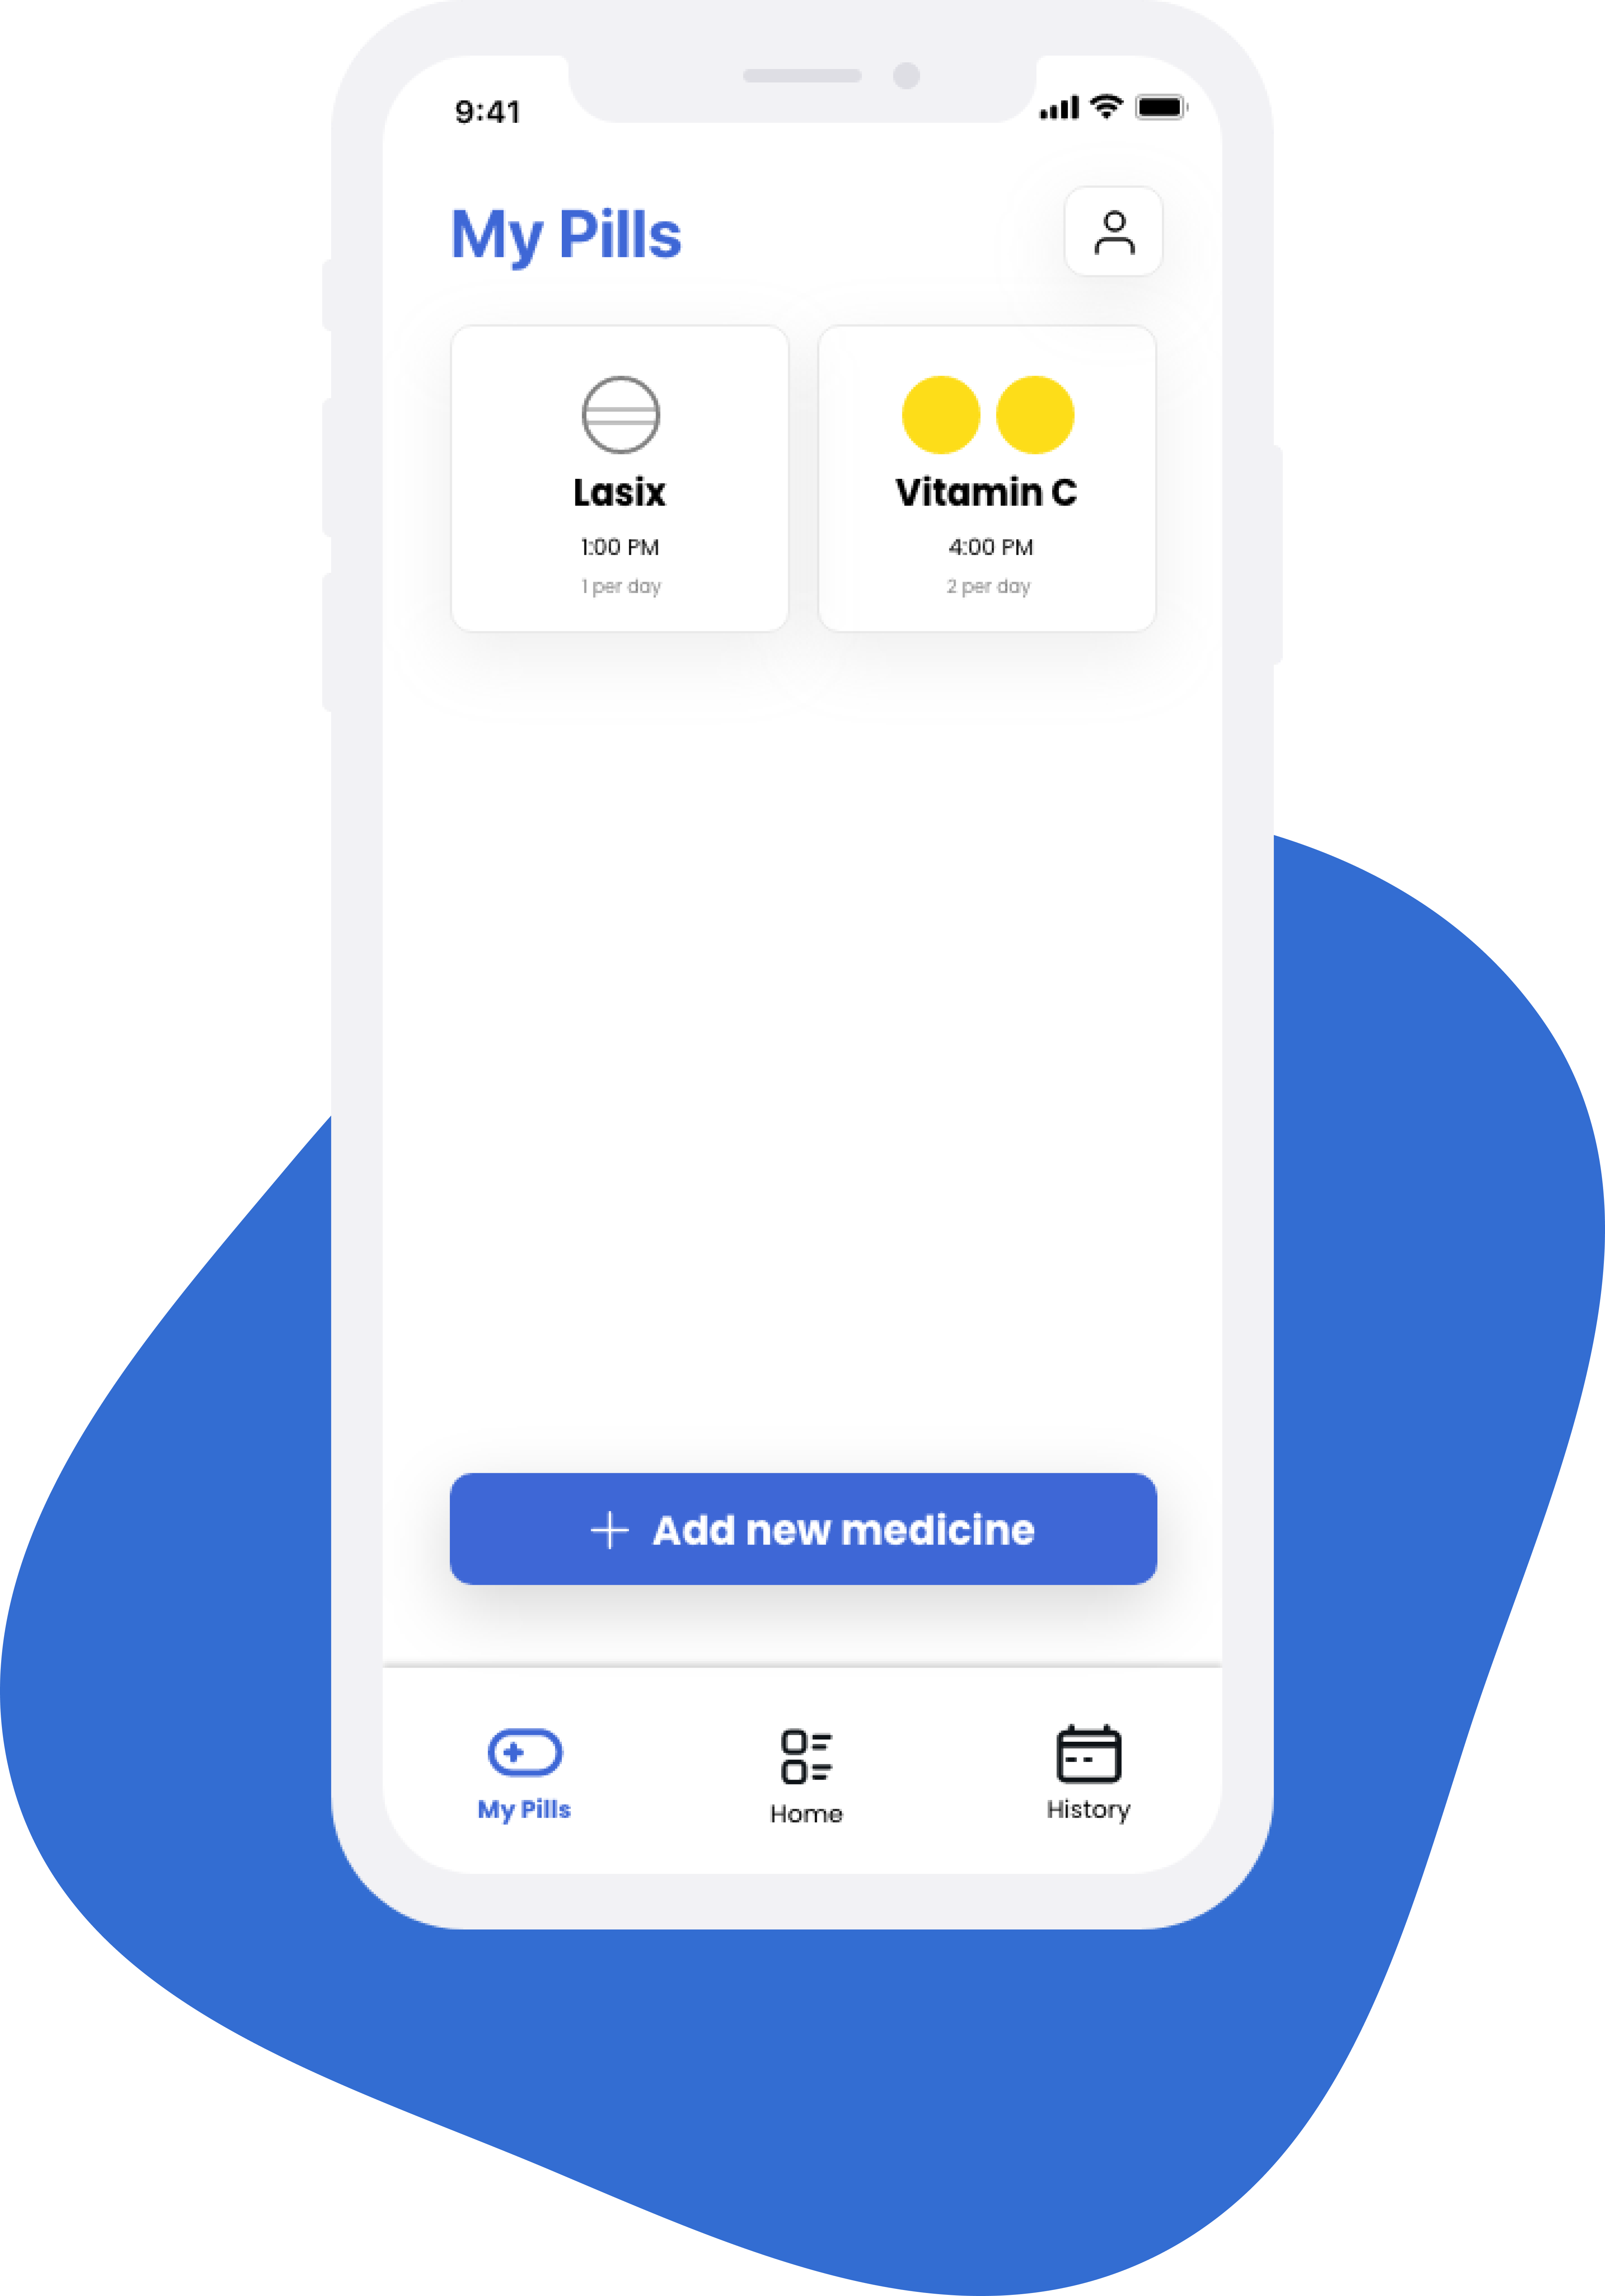 9:41
My Pills
Lasix
1:00 PM
1 per day
Vitamin C
4:00 PM
2 per day
Add new medicine
My Pills
Home
History